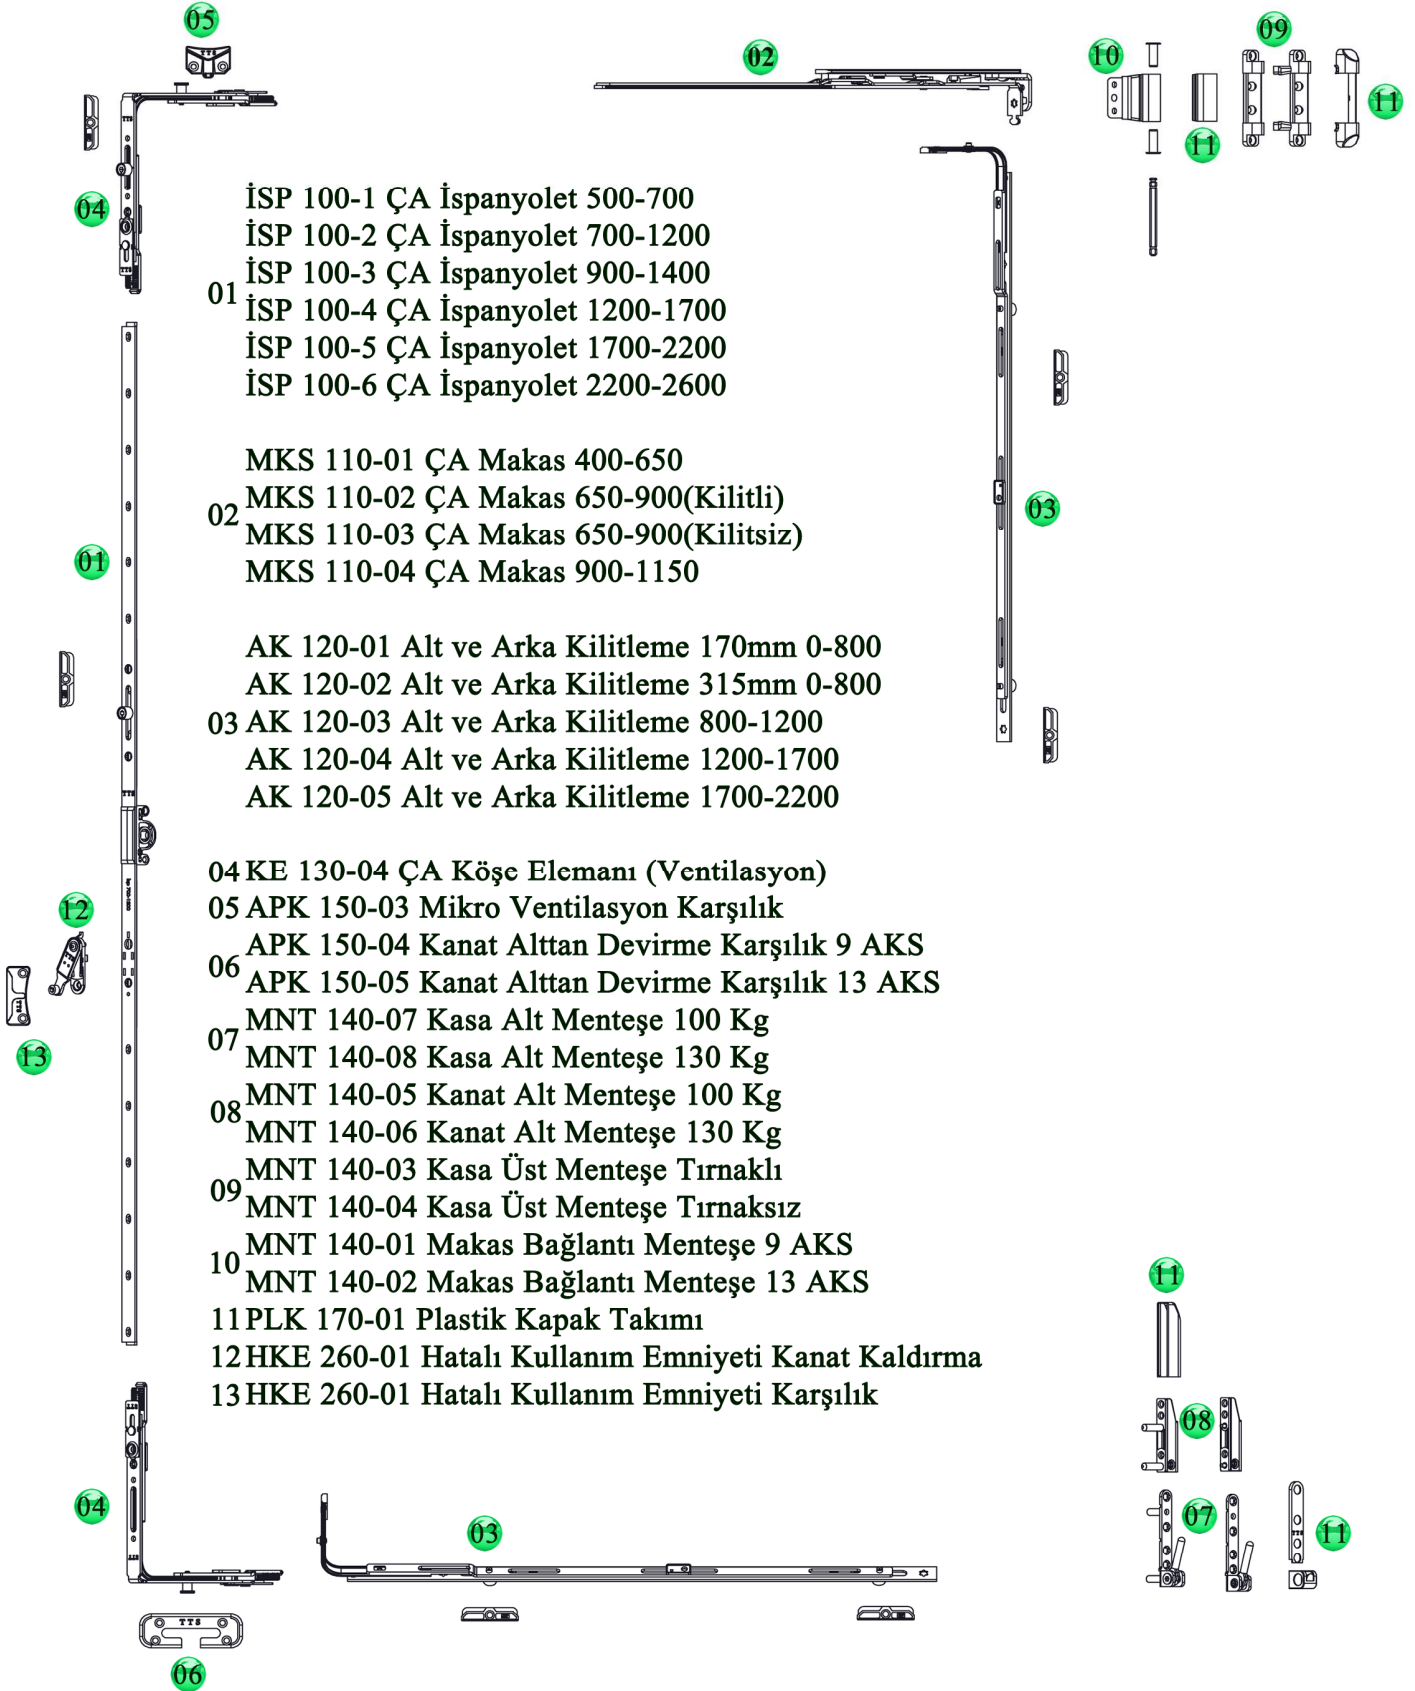 05
02
10
09
11
11
04
İSP 100-1 ÇA İspanyolet 500-700
İSP 100-2 ÇA İspanyolet 700-1200
İSP 100-3 ÇA İspanyolet 900-1400
01
İSP 100-4 ÇA İspanyolet 1200-1700
İSP 100-5 ÇA İspanyolet 1700-2200
İSP 100-6 ÇA İspanyolet 2200-2600
MKS 110-01 ÇA Makas 400-650
MKS 110-02 ÇA Makas 650-900(Kilitli)
02
MKS 110-03 ÇA Makas 650-900(Kilitsiz)
MKS 110-04 ÇA Makas 900-1150
03
01
AK 120-01 Alt ve Arka Kilitleme 170mm 0-800
AK 120-02 Alt ve Arka Kilitleme 315mm 0-800
03 AK 120-03 Alt ve Arka Kilitleme 800-1200
AK 120-04 Alt ve Arka Kilitleme 1200-1700
AK 120-05 Alt ve Arka Kilitleme 1700-2200
TTS
04 KE 130-04 ÇA Köşe Elemanı (Ventilasyon)
05 APK 150-03 Mikro Ventilasyon Karşılık
12
APK 150-04 Kanat Alttan Devirme Karşılık 9 AKS
06
APK 150-05 Kanat Alttan Devirme Karşılık 13 AKS
13
MNT 140-07 Kasa Alt Menteşe 100 Kg
07
MNT 140-08 Kasa Alt Menteşe 130 Kg
MNT 140-05 Kanat Alt Menteşe 100 Kg
08
MNT 140-06 Kanat Alt Menteşe 130 Kg
MNT 140-03 Kasa Üst Menteşe Tırnaklı
09
MNT 140-04 Kasa Üst Menteşe Tırnaksız
MNT 140-01 Makas Bağlantı Menteşe 9 AKS
10
MNT 140-02 Makas Bağlantı Menteşe 13 AKS
11 PLK 170-01 Plastik Kapak Takımı
12 HKE 260-01 Hatalı Kullanım Emniyeti Kanat Kaldırma
13 HKE 260-01 Hatalı Kullanım Emniyeti Karşılık
11
08
04
03
07
11
TTS
TTS
06